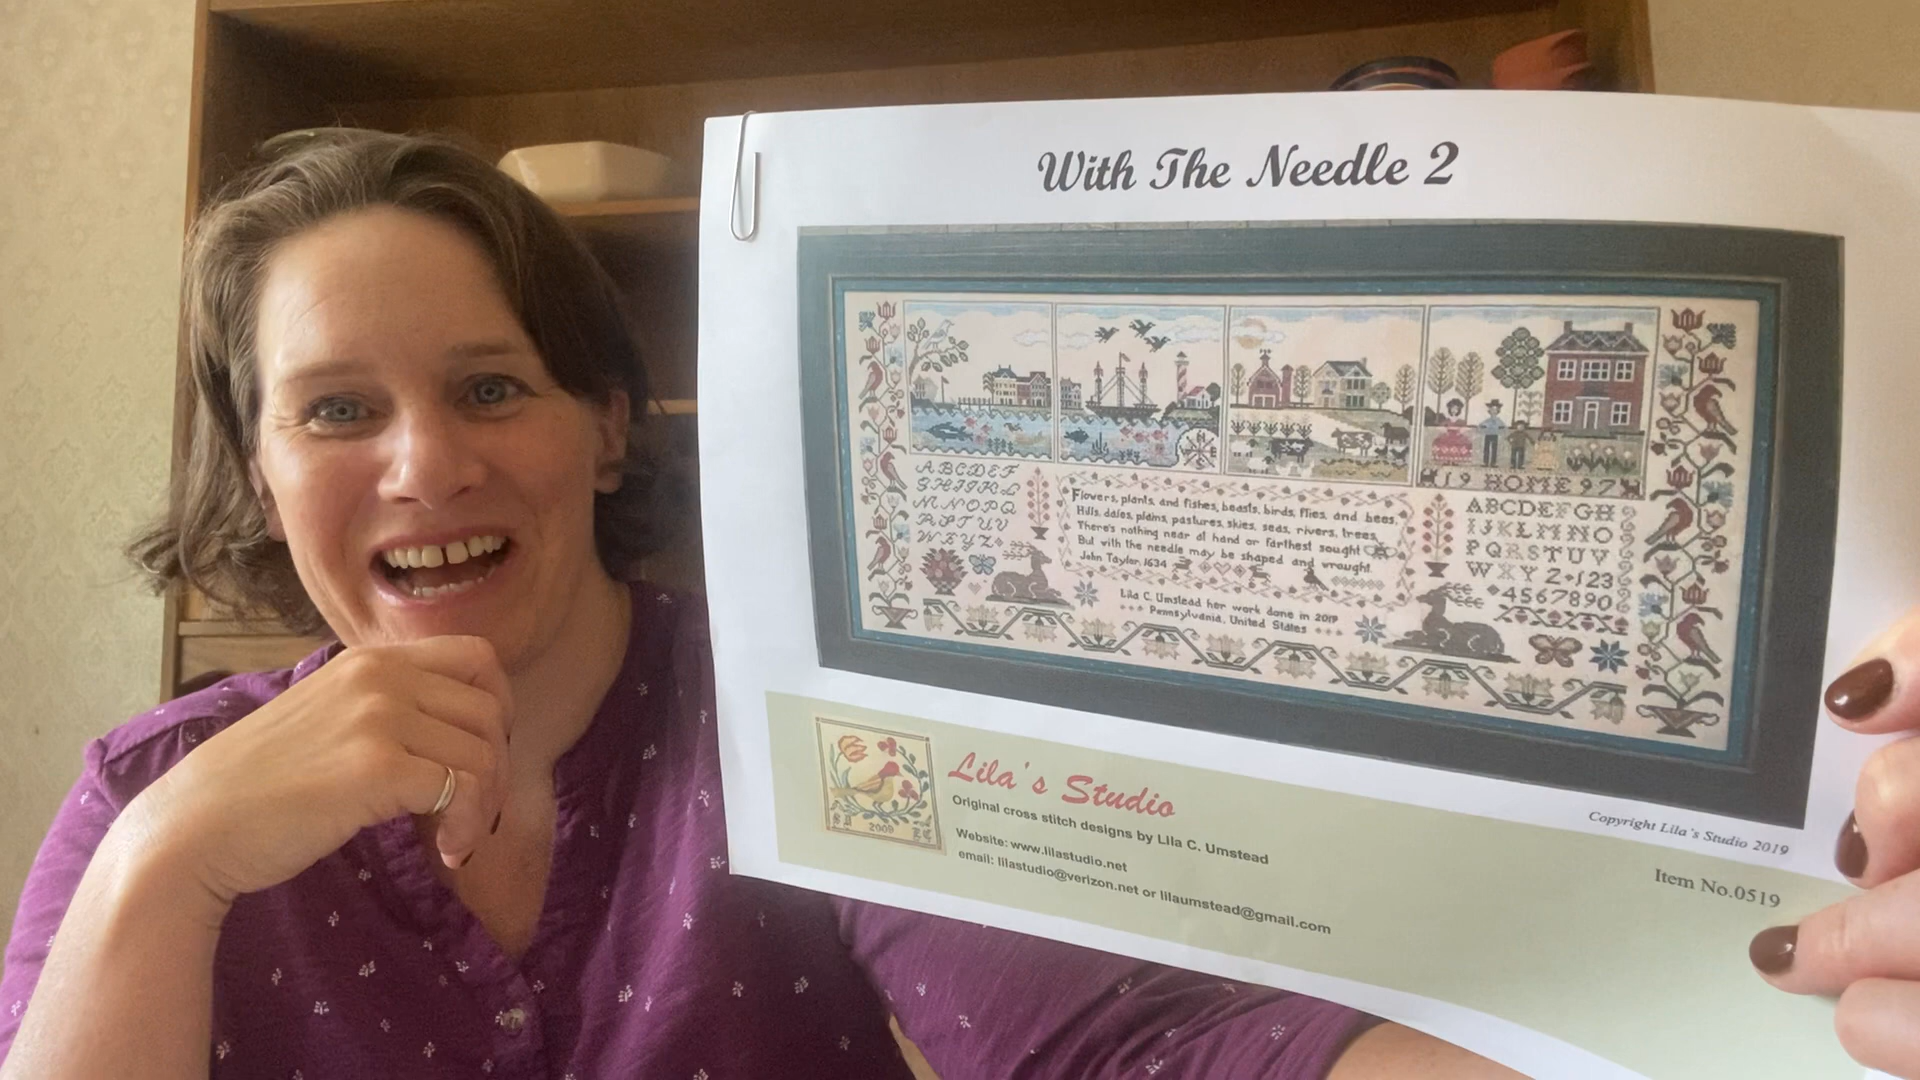 With The Needle 2
ABCDEF
GHIJKL
MNOPQ
RSTUV
WXYZ
Flowers, plants, and fishes, beasts, birds, flies, and bees,
Hills, dales, plains, pastures, skies, seas, rivers, trees,
There's nothing near at hand or farthest sought
But with the needle may be shaped and wrought.
John Taylor 1634
Lila C. Umstead her work done in 2019
Pennsylvania, United States
19 HOME 97
ABCDEFGH
IJKLMNO
PQRSTUV
WXYZ 123
4567890
2009
Lila's Studio
Original cross stitch designs by Lila C. Umstead
Website: www.lilastudio.net
email: lilastudio@verizon.net or lilaumstead@gmail.com
Copyright Lila's Studio 2019
Item No.0519